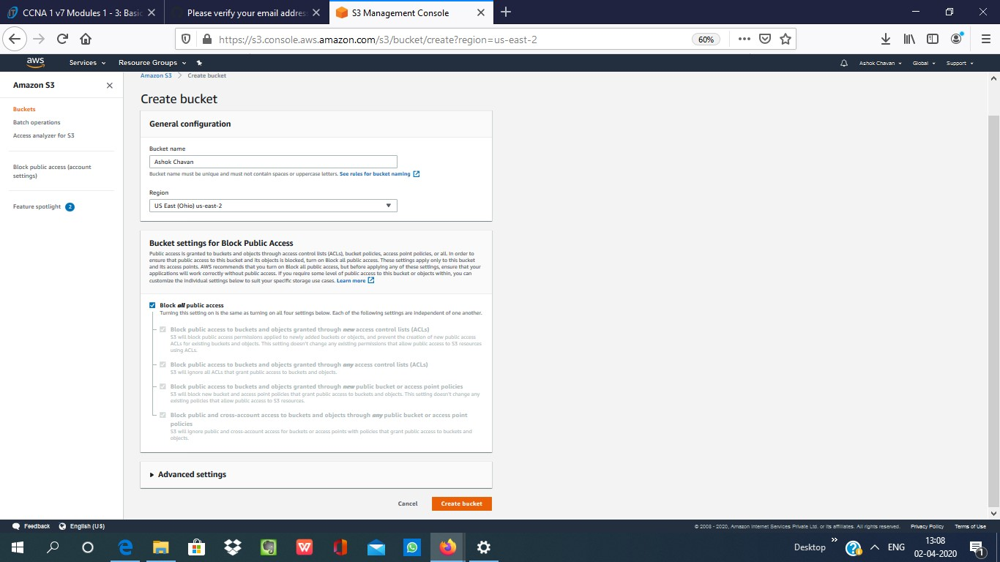 CCNA 1 v7 Modules 1 - 3: Basic
Please verify your email addres
S3 Management Console
https://s3.console.aws.amazon.com/s3/bucket/create?region=us-east-2
60%
aws
Services
Resource Groups
Ashok Chavan
Global
Support
Amazon S3
Buckets
Batch operations
Access analyzer for S3
Block public access (account
settings)
Feature spotlight
2
Amazon S3
Create bucket
Create bucket
General configuration
Bucket name
Ashok Chavan
Bucket name must be unique and must not contain spaces or uppercase letters. See rules for bucket naming
Region
US East (Ohio) us-east-2
Bucket settings for Block Public Access
Public access is granted to buckets and objects through access control lists (ACLs), bucket policies, access point policies, or all. In order to
ensure that public access to this bucket and its objects is blocked, turn on Block all public access. These settings apply only to this bucket
and its access points. AWS recommends that you turn on Block all public access, but before applying any of these settings, ensure that your
applications will work correctly without public access. If you require some level of public access to this bucket or objects within, you can
customize the individual settings below to suit your specific storage use cases. Learn more
Block all public access
Turning this setting on is the same as turning on all four settings below. Each of the following settings are independent of one another.
Block public access to buckets and objects granted through new access control lists (ACLs)
S3 will block public access permissions applied to newly added buckets or objects, and prevent the creation of new public access
ACLs for existing buckets and objects. This setting doesn't change any existing permissions that allow public access to S3 resources
using ACLs.
Block public access to buckets and objects granted through any access control lists (ACLs)
S3 will ignore all ACLs that grant public access to buckets and objects.
Block public access to buckets and objects granted through new public bucket or access point policies
S3 will block new bucket and access point policies that grant public access to buckets and objects. This setting doesn't change any
existing policies that allow public access to S3 resources.
Block public and cross-account access to buckets and objects through any public bucket or access point
policies
S3 will ignore public and cross-account access for buckets or access points with policies that grant public access to buckets and
objects.
Advanced settings
Cancel
Create bucket
Feedback
English (US)
© 2008 - 2020, Amazon Internet Services Private Ltd. or its affiliates. All rights reserved.
Privacy Policy
Terms of Use
Desktop
ENG
13:08
02-04-2020
1